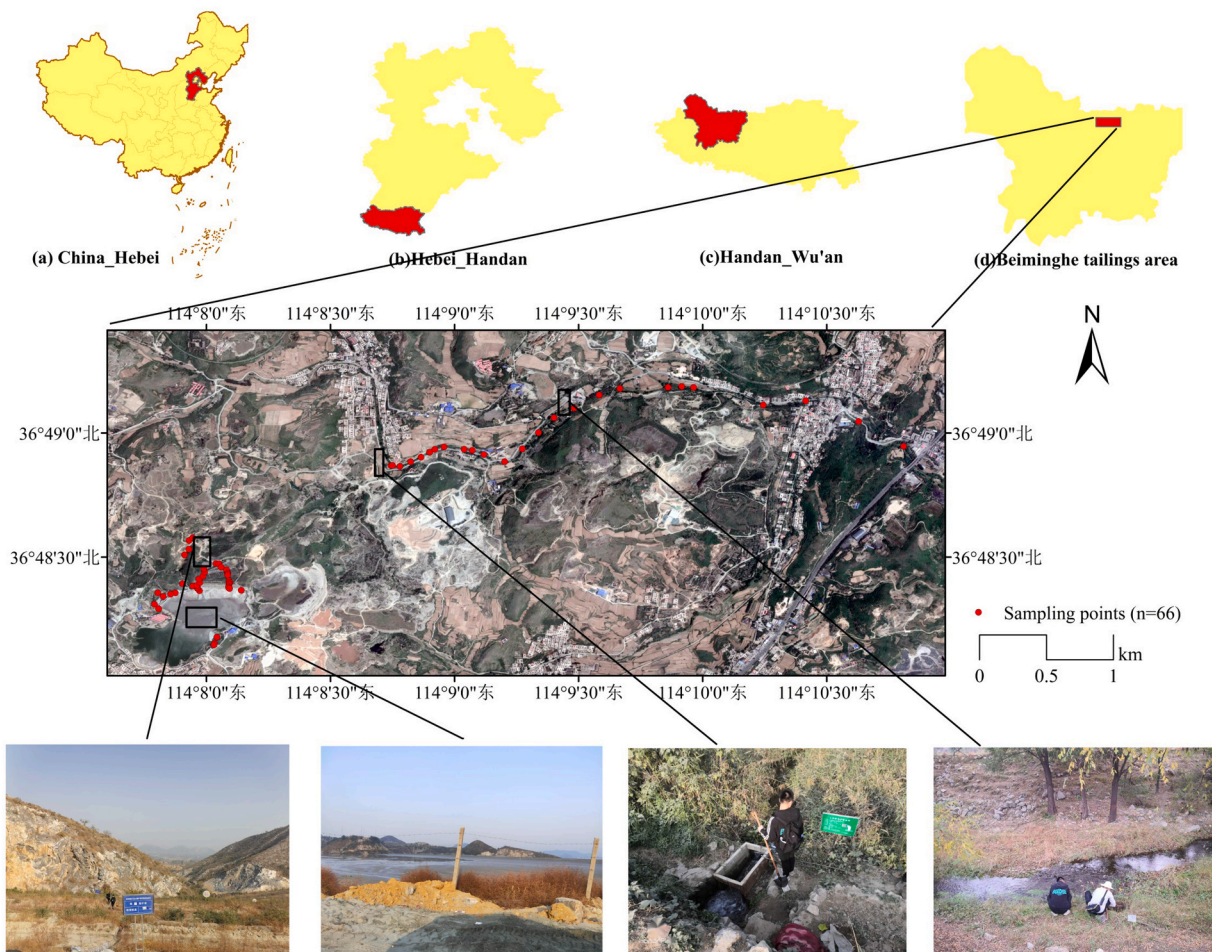 (a) China_Hebei
(b)Hebei_Handan
(c)Handan_Wu'an
(d)Beiminghe tailings area
114°8'0"东
114°8'30"东
114°9'0"东
114°9'30"东
114°10'0"东
114°10'30"东
N
36°49'0"北
36°49'0"北
36°48'30"北
36°48'30"北
Sampling points (n=66)
km
0
0.5
1
114°8'0"东
114°8'30"东
114°9'0"东
114°9'30"东
114°10'0"东
114°10'30"东